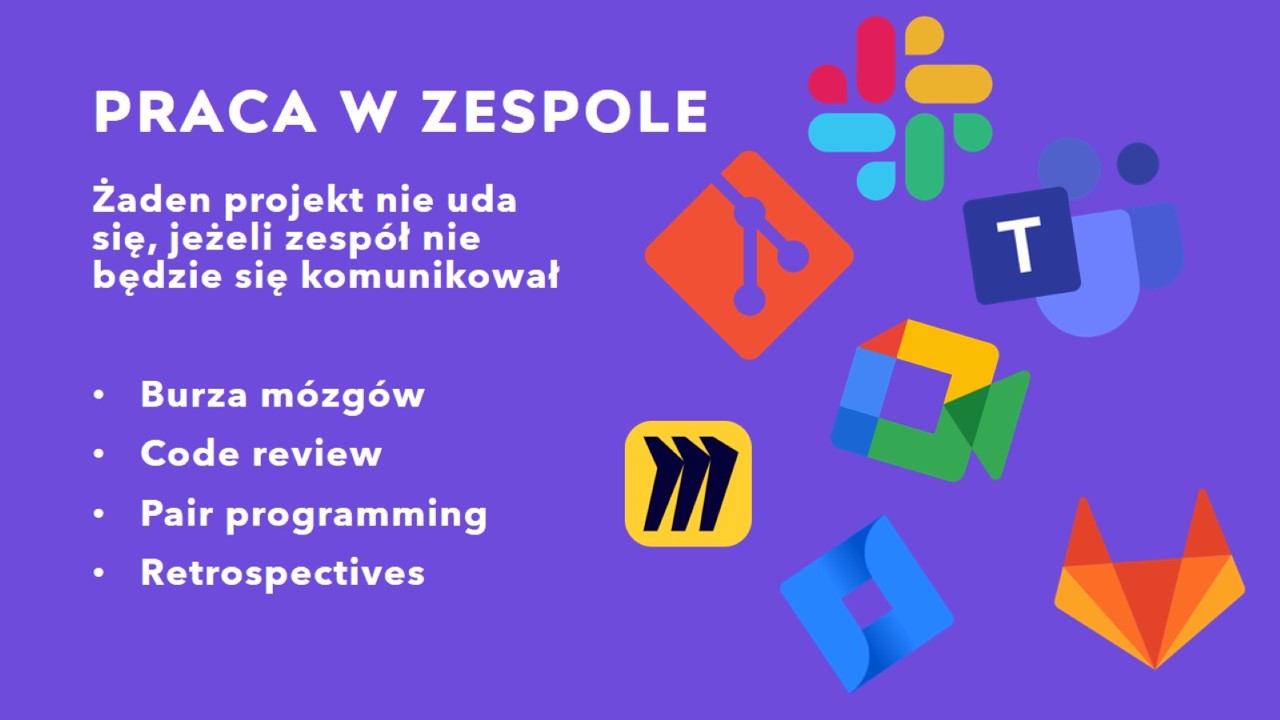 PRACA W ZESPOLE
Żaden projekt nie uda
się, jeżeli zespół nie
będzie się komunikował
• Burza mózgów
• Code review
• Pair programming
• Retrospectives
T